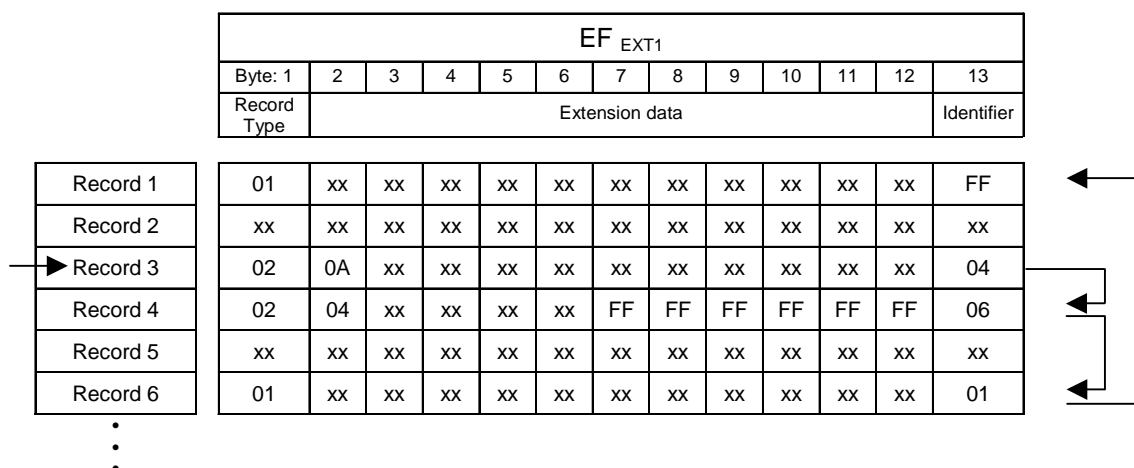 EF EXT1
Byte: 1 2 3 4 5 6 7 8 9 10 11 12 13
Record Type Extension data Identifier
Record 1 01 xx xx xx xx xx xx xx xx xx xx xx FF
Record 2 xx xx xx xx xx xx xx xx xx xx xx xx xx
Record 3 02 0A xx xx xx xx xx xx xx xx xx xx 04
Record 4 02 04 xx xx xx xx FF FF FF FF FF FF 06
Record 5 xx xx xx xx xx xx xx xx xx xx xx xx xx
Record 6 01 xx xx xx xx xx xx xx xx xx xx xx 01